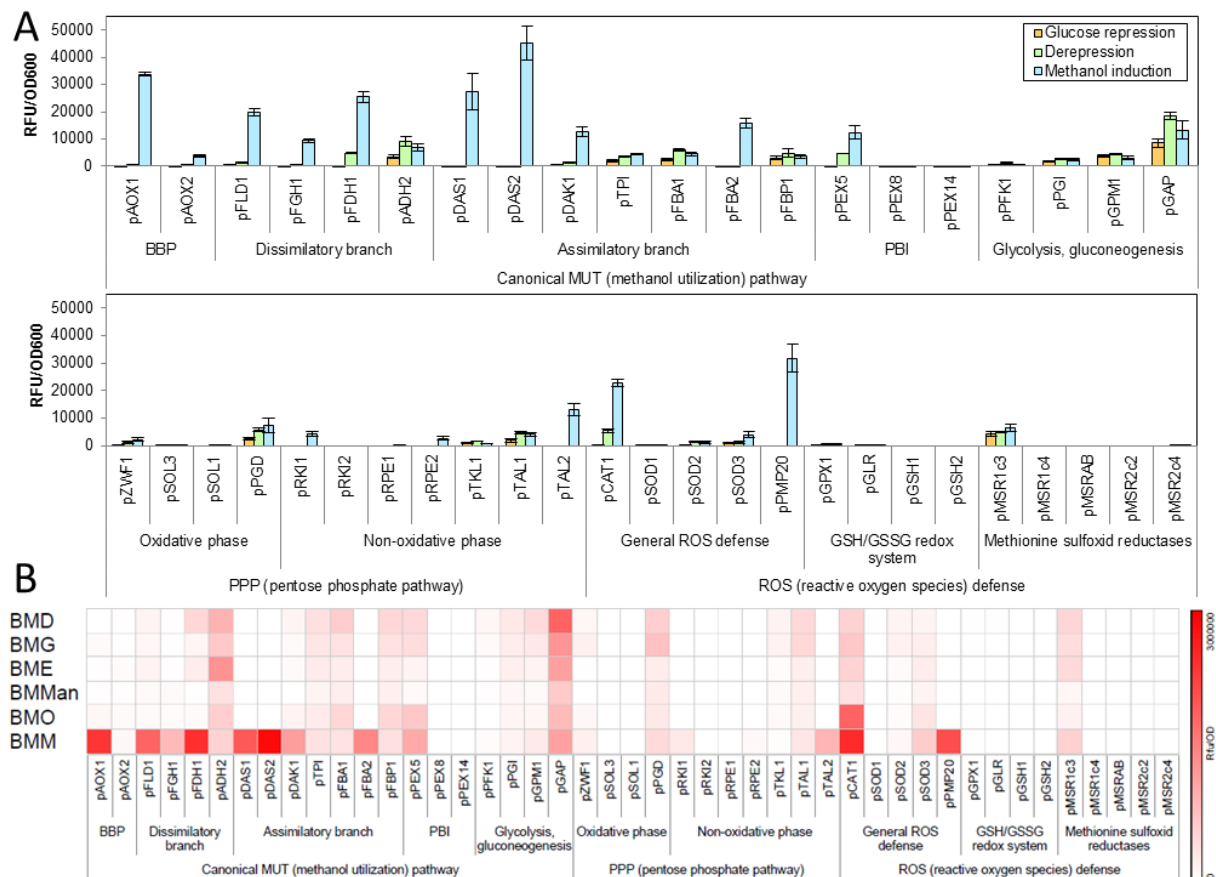 A
50000
40000
30000
20000
10000
0
RFU/OD600
Glucose repression
Derepression
Methanol induction
pAOX1 pAOX2 pFLD1 pFGH1 pFDH1 pADH2 pDAS1 pDAS2 pDAK1 pTPI pFBA1 pFBA2 pFBP1 pPEX5 pPEX8 pPEX14 pPFK1 pPGI pGPM1 pGAP
BBP Dissimilatory branch Assimilatory branch PBI Glycolysis, gluconeogenesis
Canonical MUT (methanol utilization) pathway
50000
40000
30000
20000
10000
0
RFU/OD600
pZWF1 pSOL3 pSOL1 pPGD pRKI1 pRKI2 pRPE1 pRPE2 pTKL1 pTAL1 pTAL2 pCAT1 pSOD1 pSOD2 pSOD3 pPMP20 pGPX1 pGLR pGSH1 pGSH2 pMSR1c3 pMSR1c4 pMSRAB pMSR2c2 pMSR2c4
Oxidative phase Non-oxidative phase General ROS defense GSH/GSSG redox
system Methionine sulfoxid reductases
PPP (pentose phosphate pathway) ROS (reactive oxygen species) defense
B
BMD
BMG
BME
BMMan
BMO
BMM
Rfu/OD
0
pAOX1 pAOX2 pFLD1 pFGH1 pFDH1 pADH2 pDAS1 pDAS2 pDAK1 pTPI pFBA1 pFBA2 pFBP1 pPEX5 pPEX8 pPEX14 pPFK1 pPGI pGPM1 pGAP pZWF1 pSOL3 pSOL1 pPGD pRKI1 pRKI2 pRPE1 pRPE2 pTKL1 pTAL1 pTAL2 pCAT1 pSOD1 pSOD2 pSOD3 pPMP20 pGPX1 pGLR pGSH1 pGSH2 pMSR1c3 pMSR1c4 pMSRAB pMSR2c2 pMSR2c4
BBP Dissimilatory
branch Assimilatory branch PBI Glycolysis,
gluconeogenesis Oxidative phase Non-oxidative phase General ROS
defense GSH/GSSG
redox system Methionine sulfoxid
reductases
Canonical MUT (methanol utilization) pathway PPP (pentose phosphate pathway) ROS (reactive oxygen species) defense